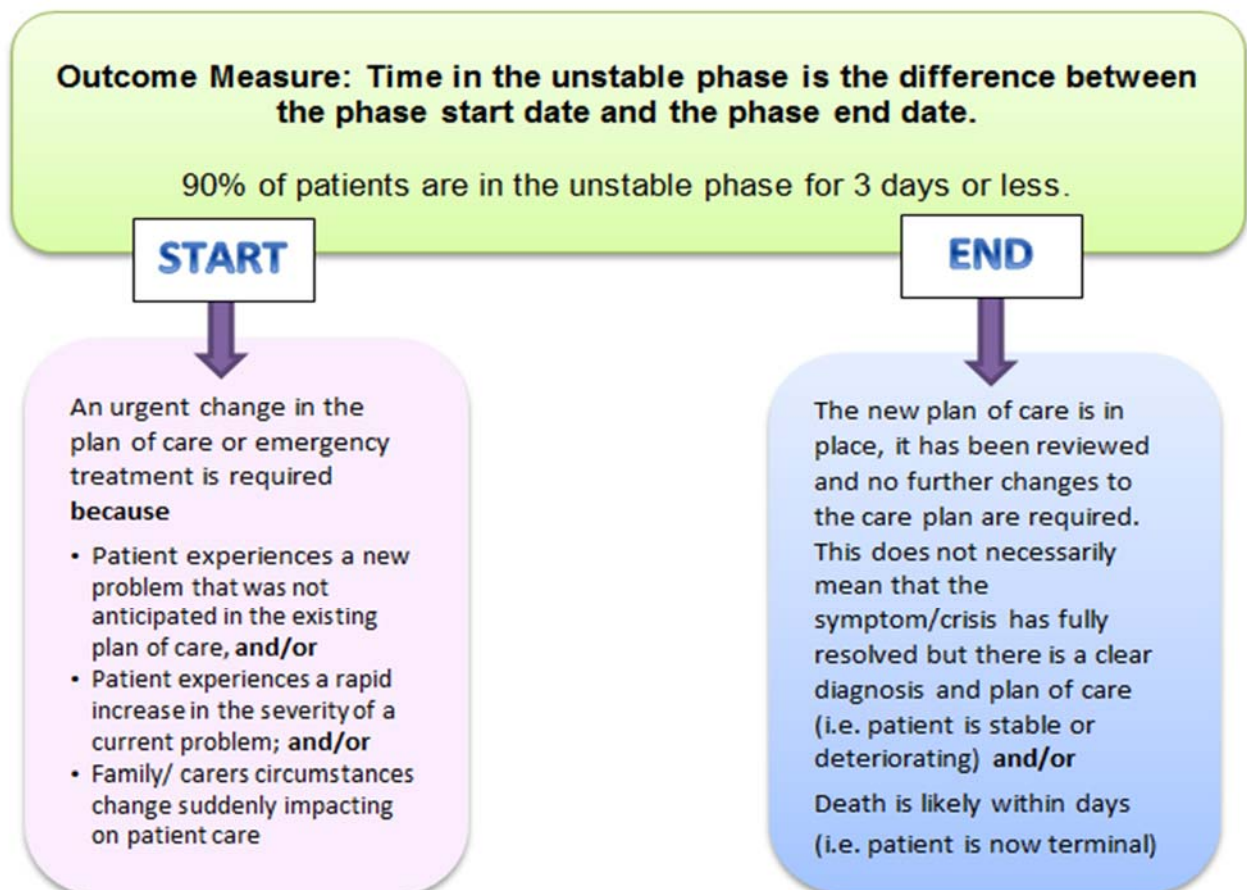 Outcome Measure: Time in the unstable phase is the difference between
the phase start date and the phase end date.
90% of patients are in the unstable phase for 3 days or less.
START
An urgent change in the
plan of care or emergency
treatment is required
because
• Patient experiences a new
problem that was not
anticipated in the existing
plan of care, and/or
• Patient experiences a rapid
increase in the severity of a
current problem; and/or
• Family/ carers circumstances
change suddenly impacting
on patient care
END
The new plan of care is in
place, it has been reviewed
and no further changes to
the care plan are required.
This does not necessarily
mean that the
symptom/crisis has fully
resolved but there is a clear
diagnosis and plan of care
(i.e. patient is stable or
deteriorating) and/or
Death is likely within days
(i.e. patient is now terminal)